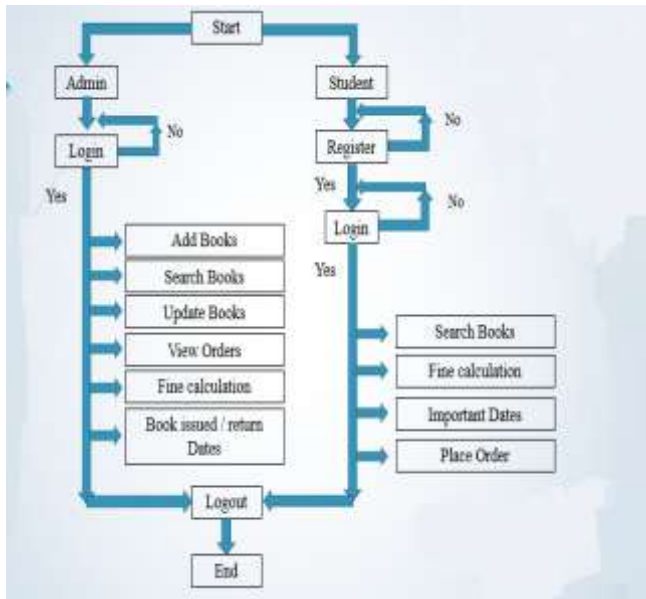 Start
Admin
Student
No
No
Login
Register
Yes
Yes
No
Login
Add Books
Yes
Search Books
Update Books
Search Books
View Orders
Fine calculation
Fine calculation
Important Dates
Book issued / return
Dates
Place Order
Logout
End